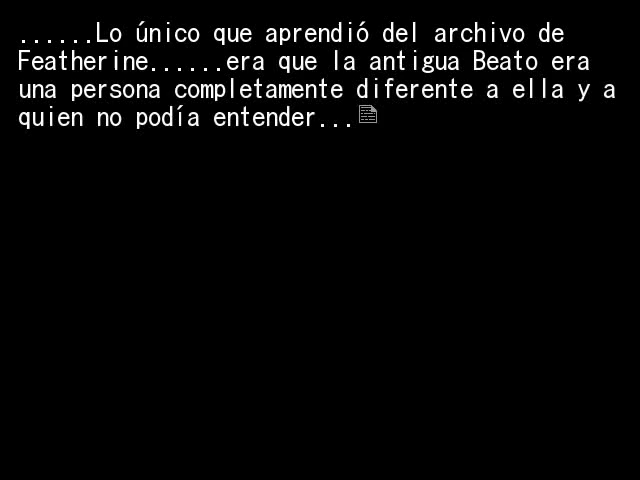 ......Lo único que aprendió del archivo de
Featherine......era que la antigua Beato era
una persona completamente diferente a ella y a
quien no podía entender...